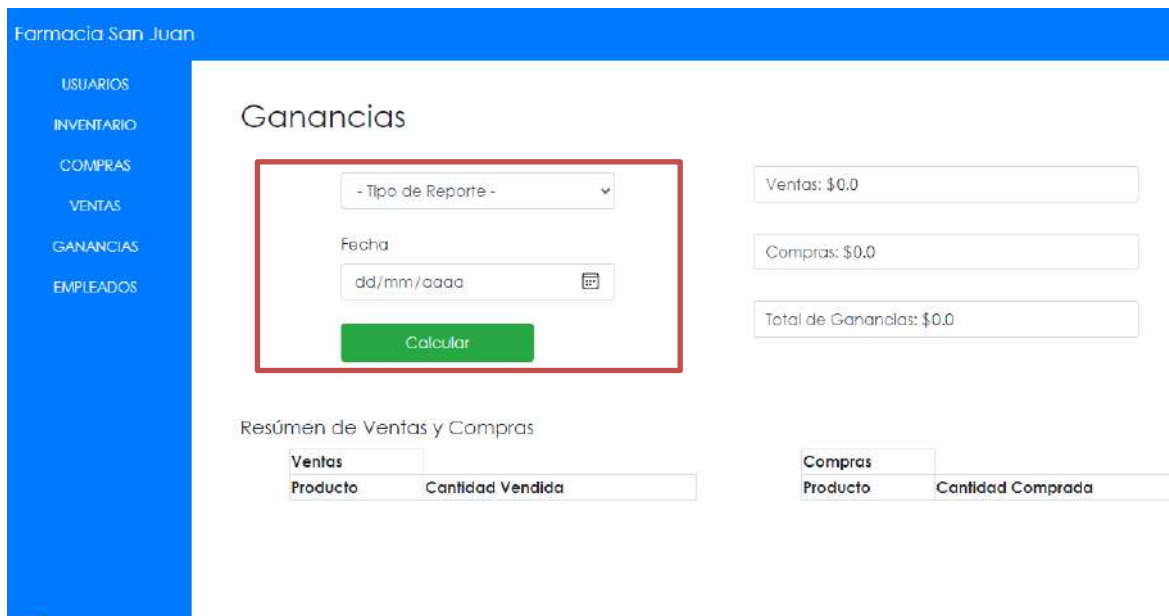 Farmacia San Juan
USUARIOS
INVENTARIO
COMPRAS
VENTAS
GANANCIAS
EMPLEADOS
Ganancias
- Tipo de Reporte -
Fecha
dd/mm/aaaa
Calcular
Ventas: $0.0
Compras: $0.0
Total de Ganancias: $0.0
Resúmen de Ventas y Compras
Ventas
Producto Cantidad Vendida
Compras
Producto Cantidad Comprada